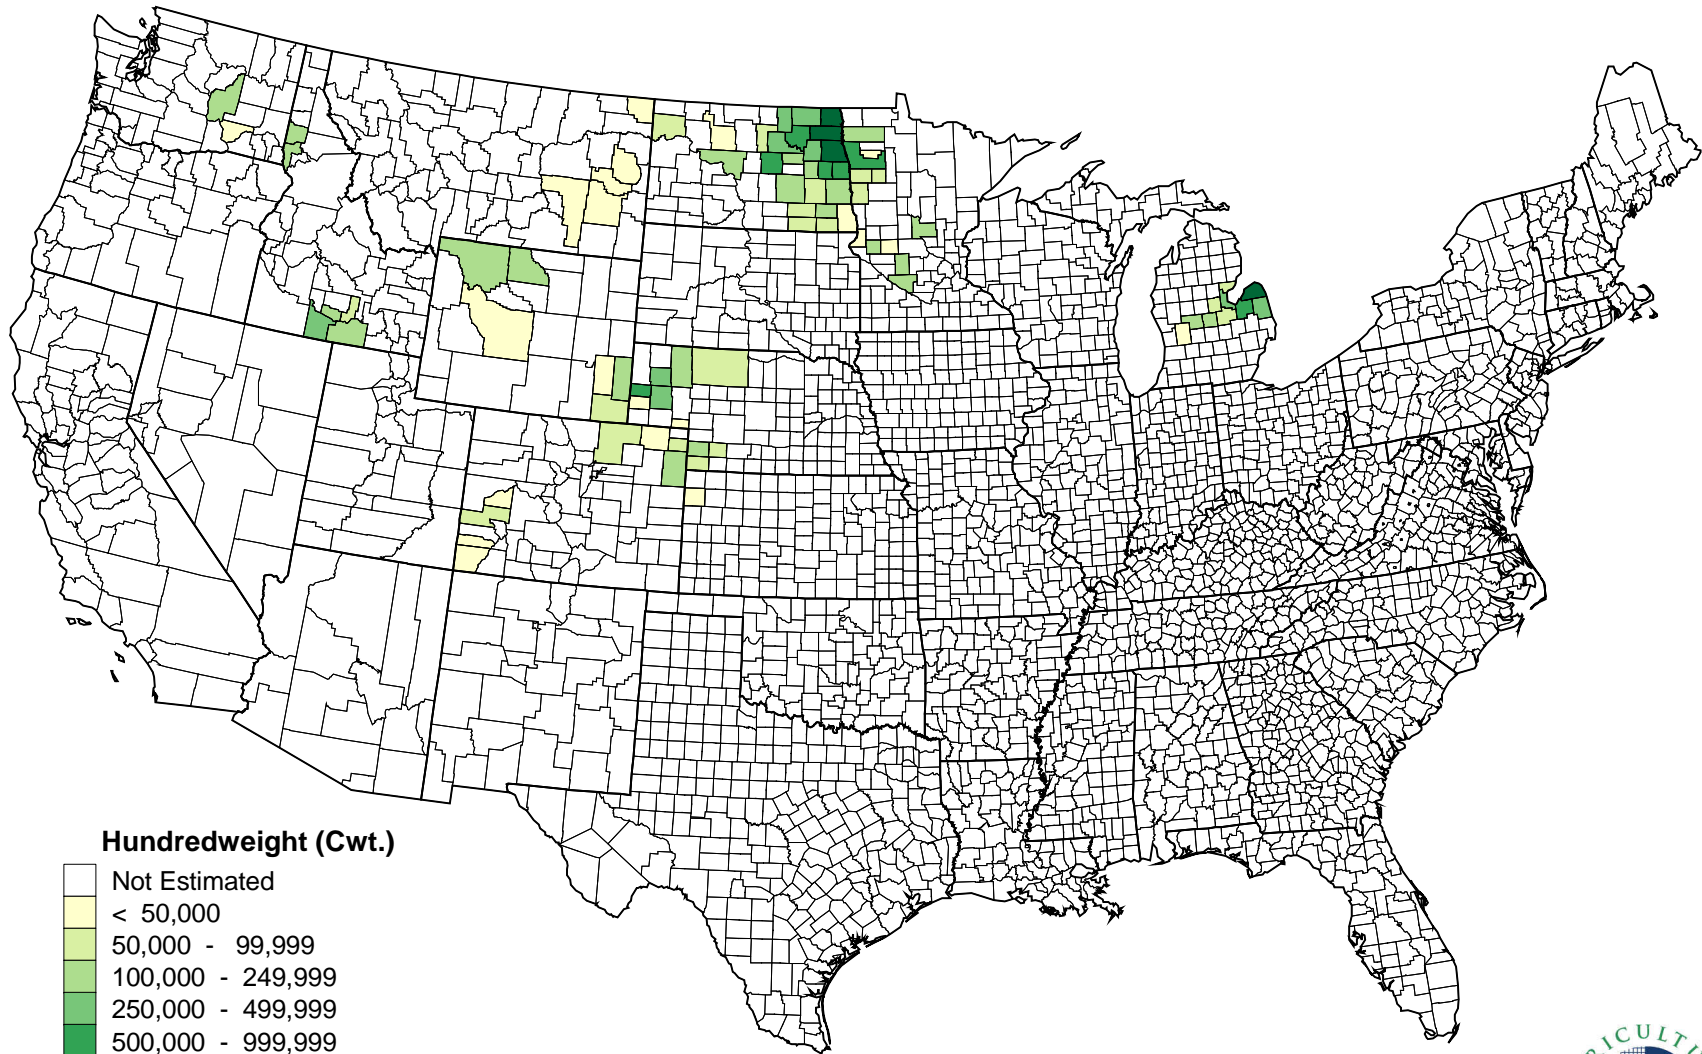 Hundredweight (Cwt.)
Not Estimated
< 50,000
50,000 - 99,999
100,000 - 249,999
250,000 - 499,999
500,000 - 999,999